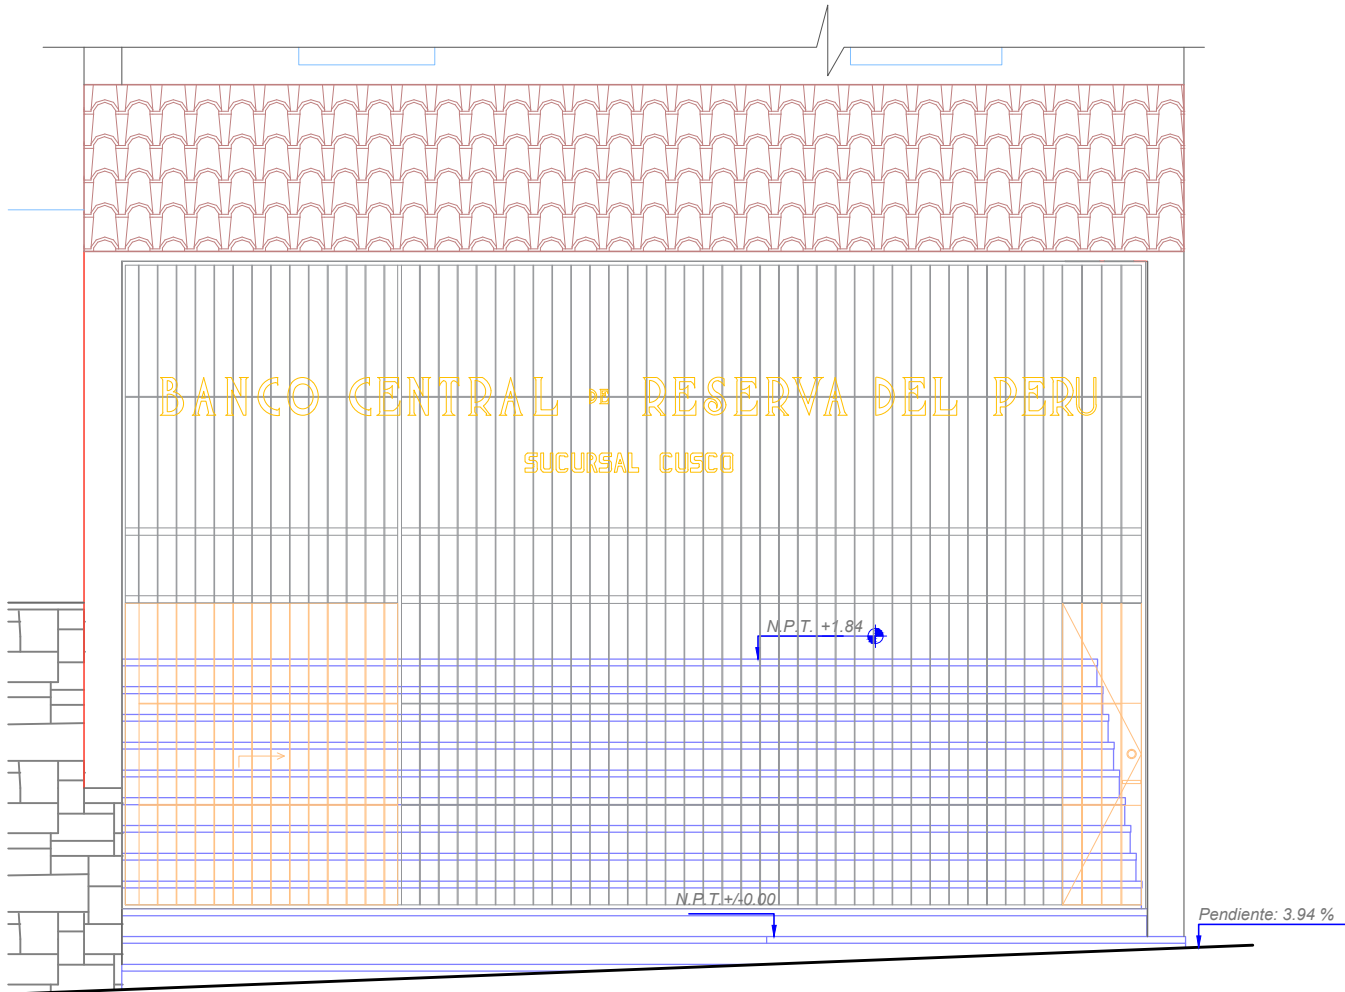 BANCO CENTRAL DE RESERVA DEL PERU
SUCURSAL CUSCO
N.P.T. +1.84
N.P.T.+/-0.00
Pendiente: 3.94 %